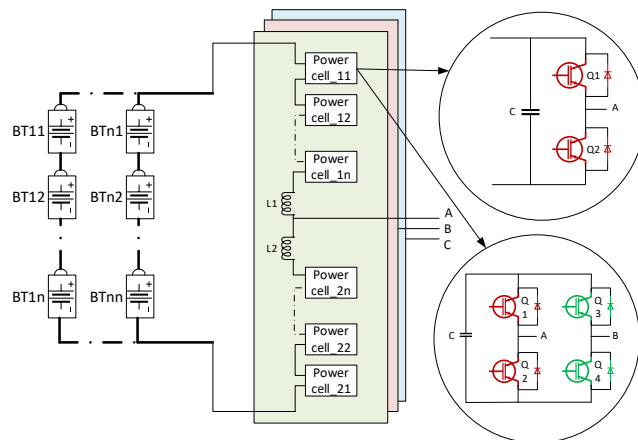 Power
cell_11
Power
cell_12
Power
cell_1n
L1
L2
Power
cell_2n
Power
cell_22
Power
cell_21
A
B
C
BT11
BTn1
+
-
+
-
BT12
BTn2
+
-
+
-
BT1n
BTnn
+
-
+
-
C
Q1
A
Q2
C
Q
1
Q
3
A
B
Q
2
Q
4